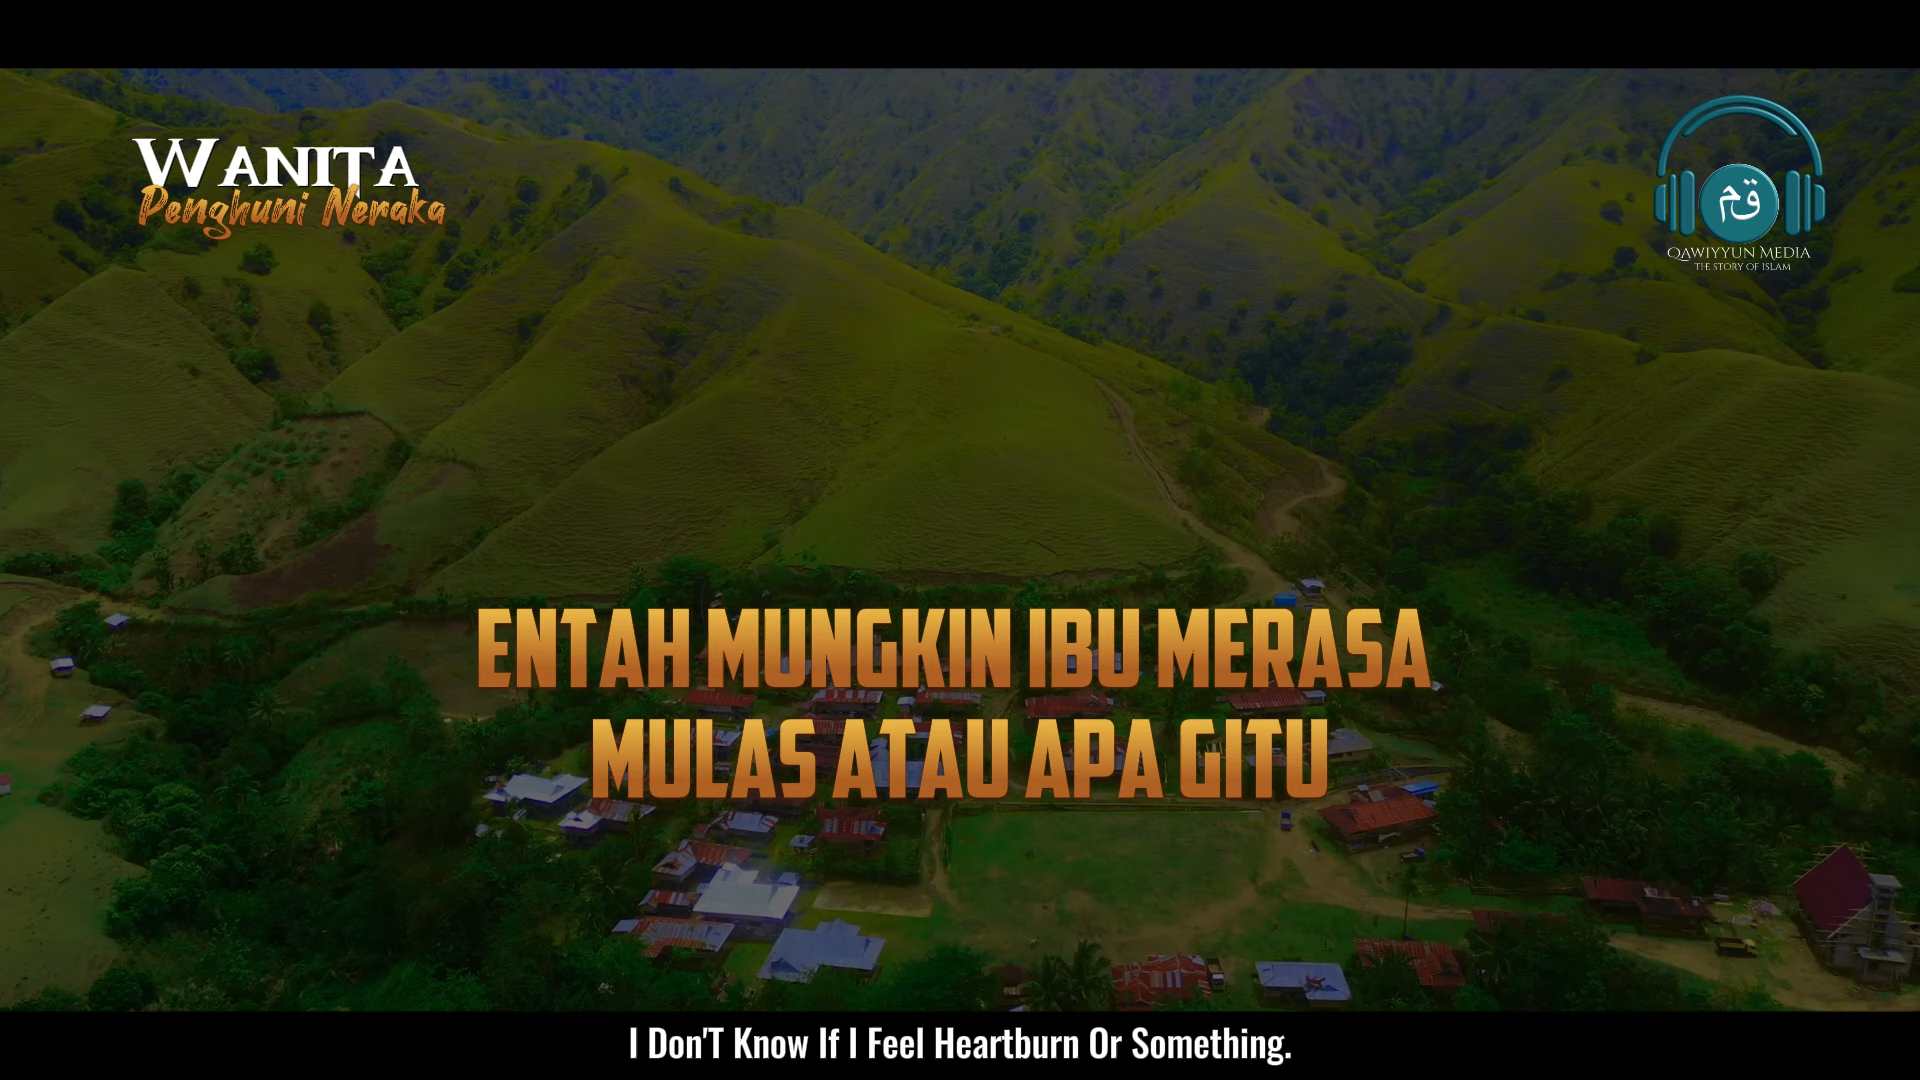 WANITA
Penghuni Neraka
قم
QAWIYYUN MEDIA
THE STORY OF ISLAM
ENTAH MUNGKIN IBU MERASA
MULAS ATAU APA GITU
I Don'T Know If I Feel Heartburn Or Something.